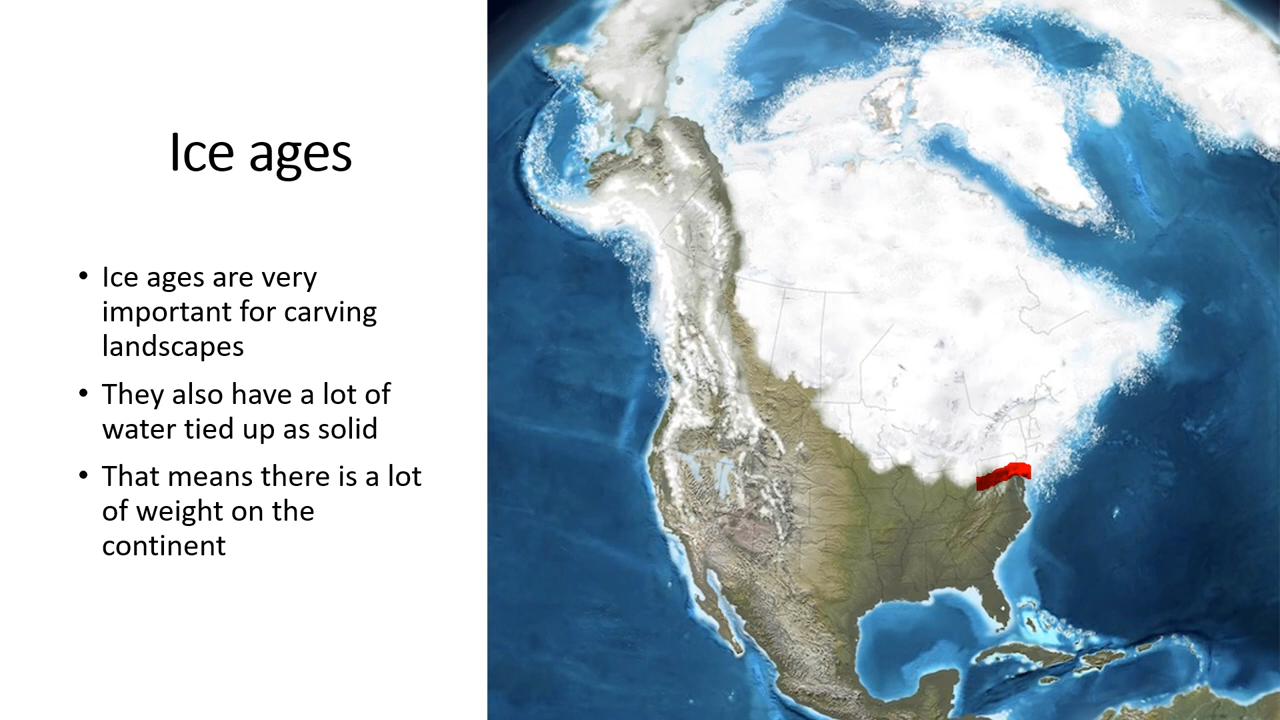 Ice ages
• Ice ages are very
important for carving
landscapes
• They also have a lot of
water tied up as solid
• That means there is a lot
of weight on the
continent